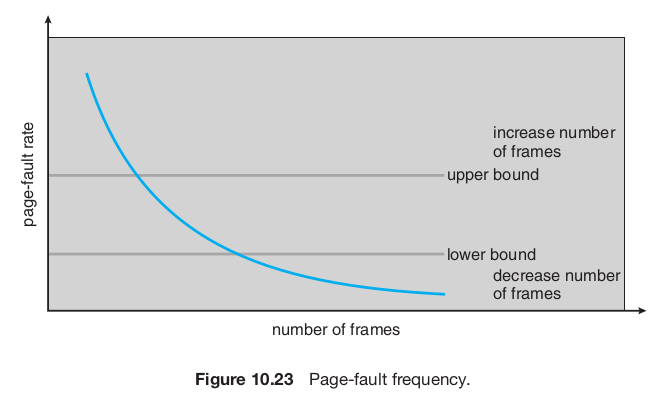 increase number
of frames
upper bound
page-fault rate
lower bound
decrease number
of frames
number of frames
Figure 10.23 Page-fault frequency.